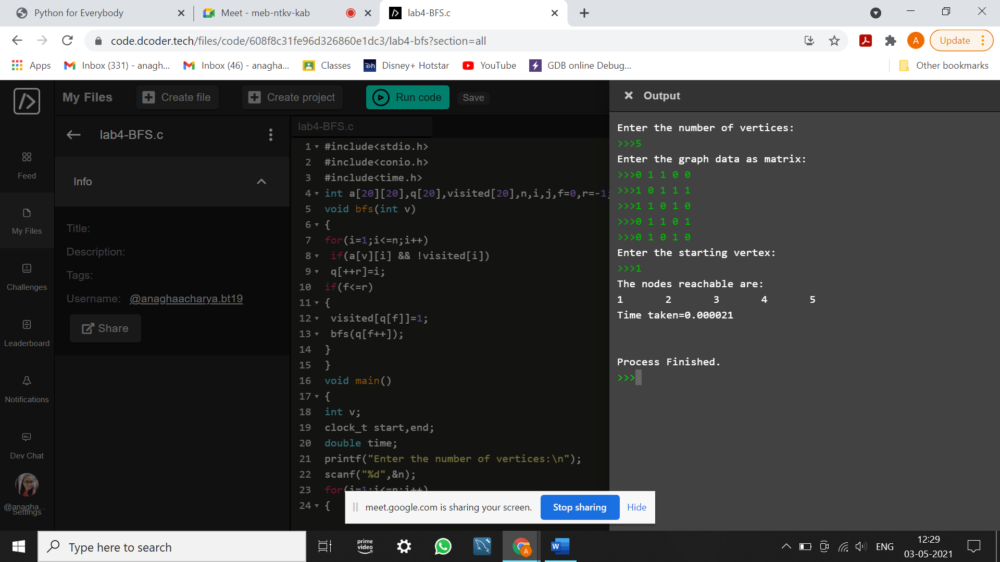 Python for Everybody
Meet - meb-ntkv-kab
lab4-BFS.c
code.dcoder.tech/files/code/608f8c31fe96d326860e1dc3/lab4-bfs?section=all
A
Update
Apps
Inbox (331) - anagh...
Inbox (46) - anagha...
Classes
Disney+ Hotstar
YouTube
GDB online Debug...
Other bookmarks
My Files
Create file
Create project
Run code
Save
Output
lab4-BFS.c
Info
Title:
Description:
Tags:
Username: @anaghaacharya.bt19
Share
Feed
My Files
Challenges
Leaderboard
Notifications
Dev Chat
@anagha...
Settings
lab4-BFS.c
1 #include<stdio.h>
2 #include<conio.h>
3 #include<time.h>
4 int a[20][20],q[20],visited[20],n,i,j,f=0,r=-1;
5 void bfs(int v)
6 {
7 for(i=1;i<=n;i++)
8 if(a[v][i] && !visited[i])
9 q[++r]=i;
10 if(f<=r)
11 {
12 visited[q[f]]=1;
13 bfs(q[f++]);
14 }
15 }
16 void main()
17 {
18 int v;
19 clock_t start,end;
20 double time;
21 printf("Enter the number of vertices:\n");
22 scanf("%d",&n);
23 for(i=1;i<=n;i++)
24 {
Enter the number of vertices:
>>>5
Enter the graph data as matrix:
>>>0 1 1 0 0
>>>1 0 1 1 1
>>>1 1 0 1 0
>>>0 1 1 0 1
>>>0 1 0 1 0
Enter the starting vertex:
>>>1
The nodes reachable are:
1 2 3 4 5
Time taken=0.000021
Process Finished.
>>>
meet.google.com is sharing your screen.
Stop sharing
Hide
Type here to search
prime video
ENG
12:29
03-05-2021